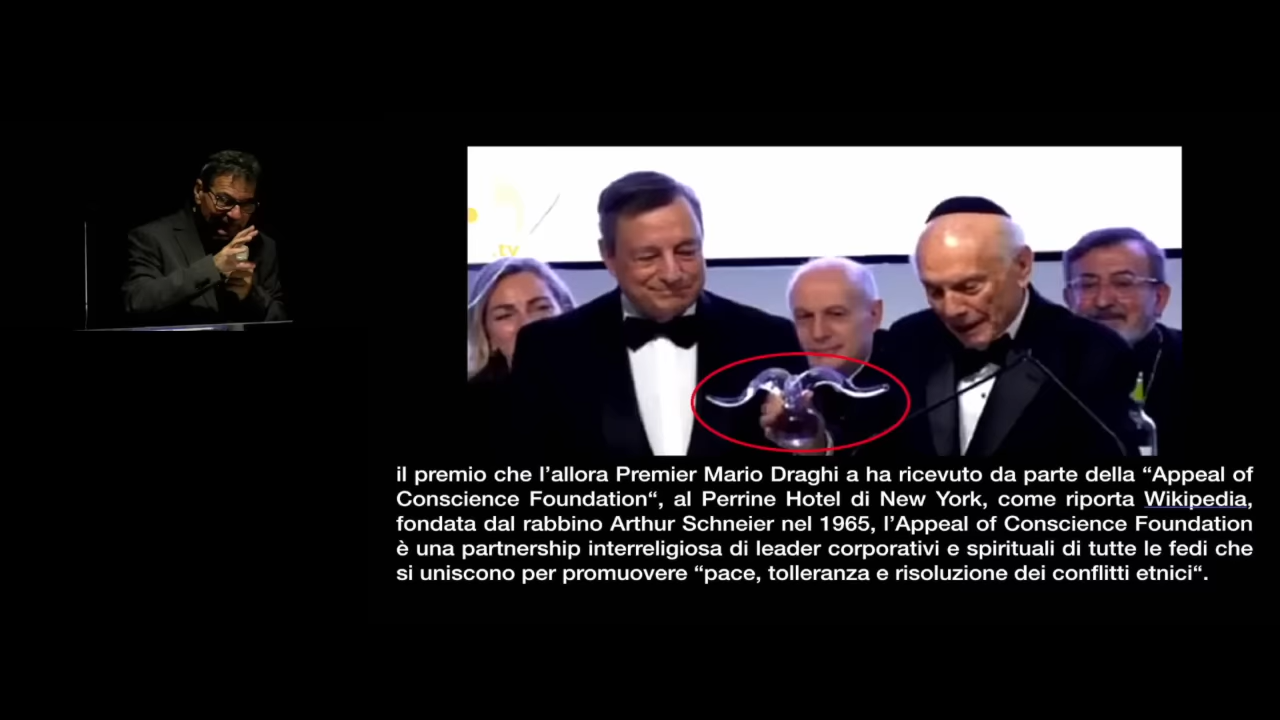 .tv
il premio che l’allora Premier Mario Draghi a ha ricevuto da parte della “Appeal of
Conscience Foundation“, al Perrine Hotel di New York, come riporta Wikipedia,
fondata dal rabbino Arthur Schneier nel 1965, l’Appeal of Conscience Foundation
è una partnership interreligiosa di leader corporativi e spirituali di tutte le fedi che
si uniscono per promuovere “pace, tolleranza e risoluzione dei conflitti etnici“.